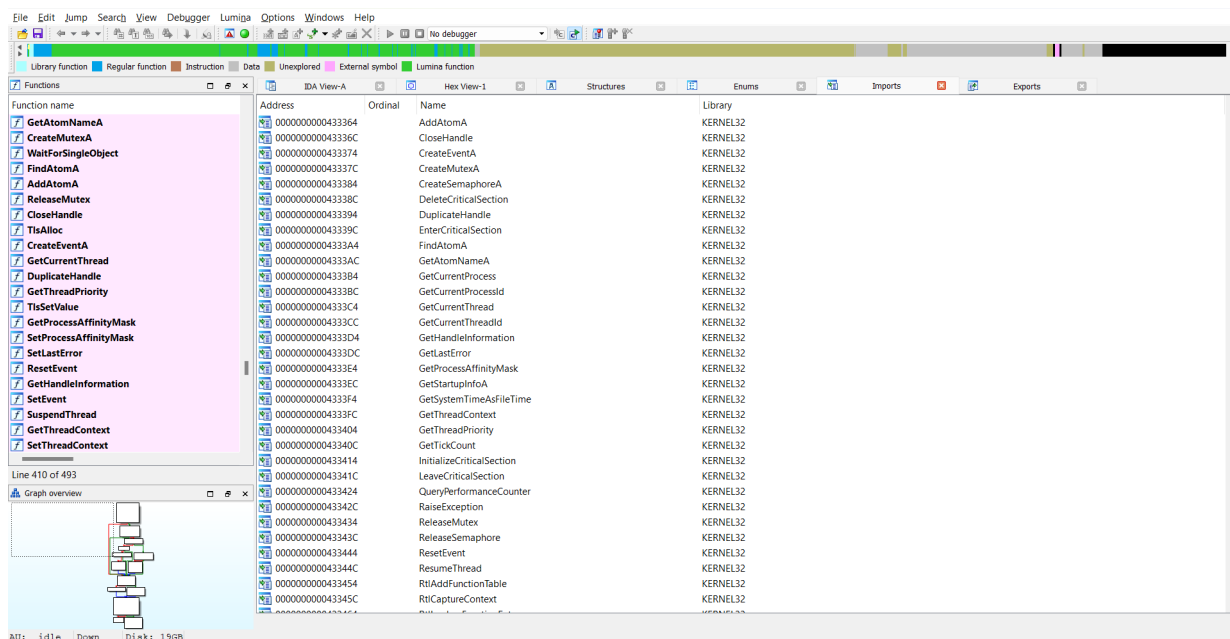 File Edit Jump Search View Debugger Lumina Options Windows Help
No debugger
Library function Regular function Instruction Data Unexplored External symbol Lumina function
Functions
IDA View-A Hex View-1 Structures Enums Imports Exports
Function name
GetAtomNameA
CreateMutexA
WaitForSingleObject
FindAtomA
AddAtomA
ReleaseMutex
CloseHandle
TlsAlloc
CreateEventA
GetCurrentThread
DuplicateHandle
GetThreadPriority
TlsSetValue
GetProcessAffinityMask
SetProcessAffinityMask
SetLastError
ResetEvent
GetHandleInformation
SetEvent
SuspendThread
GetThreadContext
SetThreadContext
Line 410 of 493
Graph overview
Address Ordinal Name Library
0000000000433364 AddAtomA KERNEL32
000000000043336C CloseHandle KERNEL32
0000000000433374 CreateEventA KERNEL32
000000000043337C CreateMutexA KERNEL32
0000000000433384 CreateSemaphoreA KERNEL32
000000000043338C DeleteCriticalSection KERNEL32
0000000000433394 DuplicateHandle KERNEL32
000000000043339C EnterCriticalSection KERNEL32
00000000004333A4 FindAtomA KERNEL32
00000000004333AC GetAtomNameA KERNEL32
00000000004333B4 GetCurrentProcess KERNEL32
00000000004333BC GetCurrentProcessId KERNEL32
00000000004333C4 GetCurrentThread KERNEL32
00000000004333CC GetCurrentThreadId KERNEL32
00000000004333D4 GetHandleInformation KERNEL32
00000000004333DC GetLastError KERNEL32
00000000004333E4 GetProcessAffinityMask KERNEL32
00000000004333EC GetStartupInfoA KERNEL32
00000000004333F4 GetSystemTimeAsFileTime KERNEL32
00000000004333FC GetThreadContext KERNEL32
0000000000433404 GetThreadPriority KERNEL32
000000000043340C GetTickCount KERNEL32
0000000000433414 InitializeCriticalSection KERNEL32
000000000043341C LeaveCriticalSection KERNEL32
0000000000433424 QueryPerformanceCounter KERNEL32
000000000043342C RaiseException KERNEL32
0000000000433434 ReleaseMutex KERNEL32
000000000043343C ReleaseSemaphore KERNEL32
0000000000433444 ResetEvent KERNEL32
000000000043344C ResumeThread KERNEL32
0000000000433454 RtlAddFunctionTable KERNEL32
000000000043345C RtlCaptureContext KERNEL32
AU: idle Down Disk: 19GB